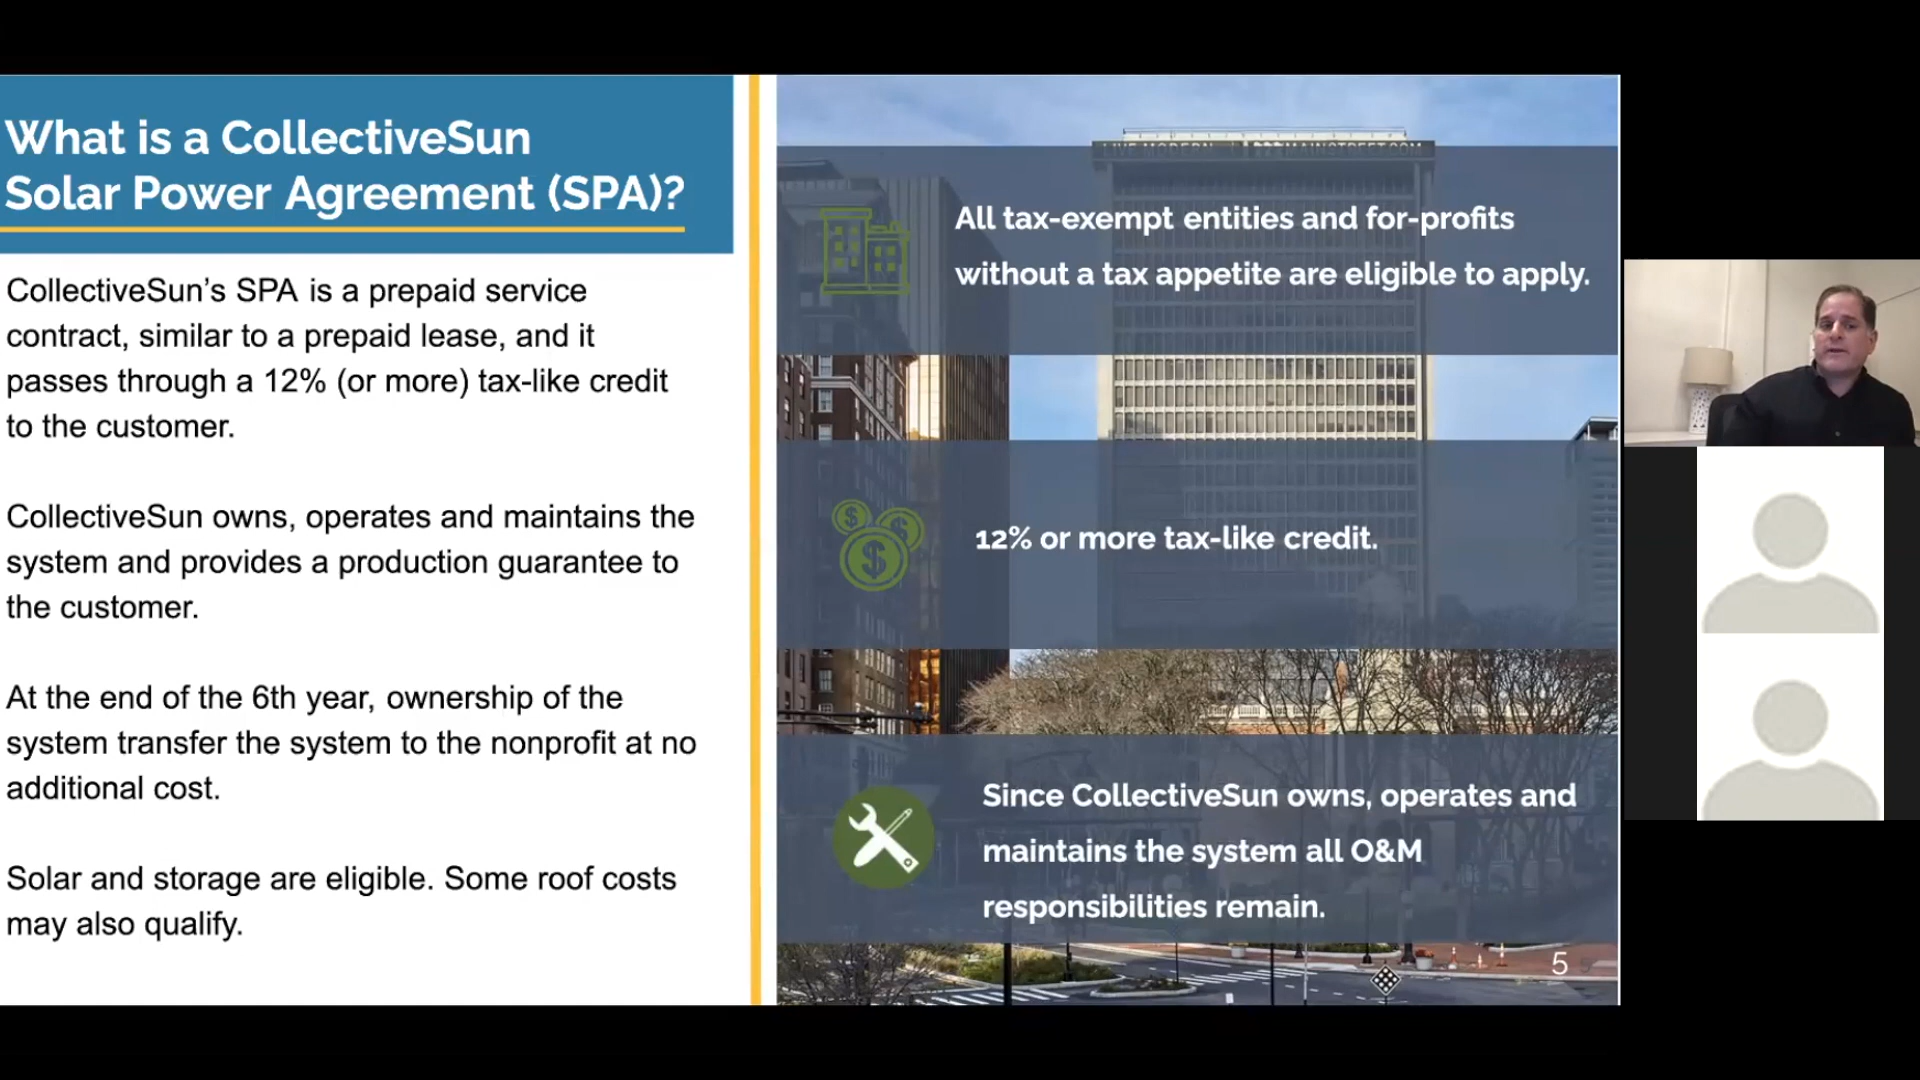 What is a CollectiveSun
Solar Power Agreement (SPA)?
CollectiveSun’s SPA is a prepaid service
contract, similar to a prepaid lease, and it
passes through a 12% (or more) tax-like credit
to the customer.
CollectiveSun owns, operates and maintains the
system and provides a production guarantee to
the customer.
At the end of the 6th year, ownership of the
system transfer the system to the nonprofit at no
additional cost.
Solar and storage are eligible. Some roof costs
may also qualify.
All tax-exempt entities and for-profits
without a tax appetite are eligible to apply.
12% or more tax-like credit.
Since CollectiveSun owns, operates and
maintains the system all O&M
responsibilities remain.
5